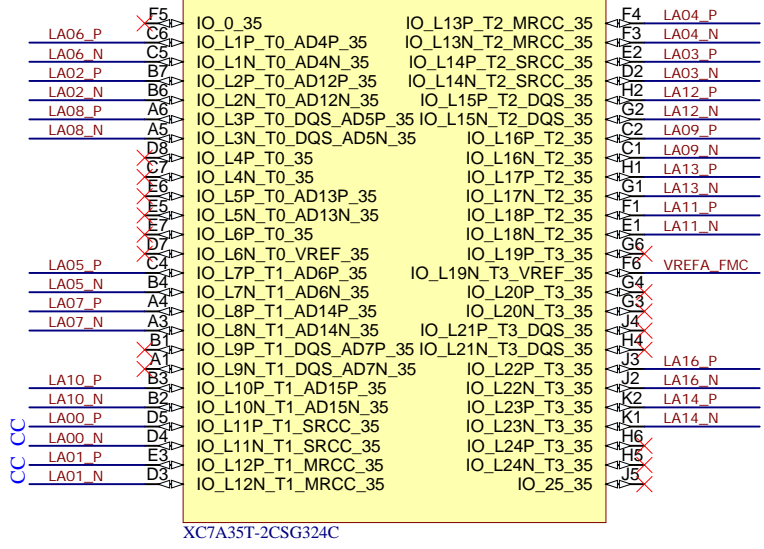 F5 IO_0_35 IO_L13P_T2_MRCC_35 F4 LA04_P
LA06_P C6 IO_L1P_T0_AD4P_35 IO_L13N_T2_MRCC_35 F3 LA04_N
LA06_N C5 IO_L1N_T0_AD4N_35 IO_L14P_T2_SRCC_35 E2 LA03_P
LA02_P B7 IO_L2P_T0_AD12P_35 IO_L14N_T2_SRCC_35 D2 LA03_N
LA02_N B6 IO_L2N_T0_AD12N_35 IO_L15P_T2_DQS_35 H2 LA12_P
LA08_P A6 IO_L3P_T0_DQS_AD5P_35 IO_L15N_T2_DQS_35 G2 LA12_N
LA08_N A5 IO_L3N_T0_DQS_AD5N_35 IO_L16P_T2_35 C2 LA09_P
D8 IO_L4P_T0_35 IO_L16N_T2_35 C1 LA09_N
C7 IO_L4N_T0_35 IO_L17P_T2_35 H1 LA13_P
E6 IO_L5P_T0_AD13P_35 IO_L17N_T2_35 G1 LA13_N
E5 IO_L5N_T0_AD13N_35 IO_L18P_T2_35 F1 LA11_P
E7 IO_L6P_T0_35 IO_L18N_T2_35 E1 LA11_N
D7 IO_L6N_T0_VREF_35 IO_L19P_T3_35 G6
LA05_P C4 IO_L7P_T1_AD6P_35 IO_L19N_T3_VREF_35 F6 VREFA_FMC
LA05_N B4 IO_L7N_T1_AD6N_35 IO_L20P_T3_35 G4
LA07_P A4 IO_L8P_T1_AD14P_35 IO_L20N_T3_35 G3
LA07_N A3 IO_L8N_T1_AD14N_35 IO_L21P_T3_DQS_35 J4
B1 IO_L9P_T1_DQS_AD7P_35 IO_L21N_T3_DQS_35 H4
A1 IO_L9N_T1_DQS_AD7N_35 IO_L22P_T3_35 J3 LA16_P
LA10_P B3 IO_L10P_T1_AD15P_35 IO_L22N_T3_35 J2 LA16_N
LA10_N B2 IO_L10N_T1_AD15N_35 IO_L23P_T3_35 K2 LA14_P
CC LA00_P D5 IO_L11P_T1_SRCC_35 IO_L23N_T3_35 K1 LA14_N
LA00_N D4 IO_L11N_T1_SRCC_35 IO_L24P_T3_35 H6
CC LA01_P E3 IO_L12P_T1_MRCC_35 IO_L24N_T3_35 H5
LA01_N D3 IO_L12N_T1_MRCC_35 IO_25_35 J5
XC7A35T-2CSG324C